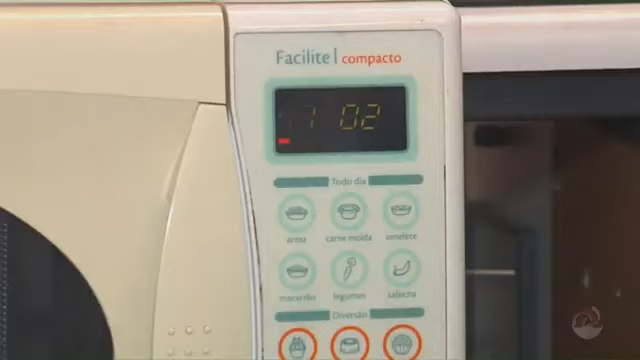 Facilite| compacto
1 02
Todo dia
arroz carne moída omelete
macarrão legumes salsicha
Diversão